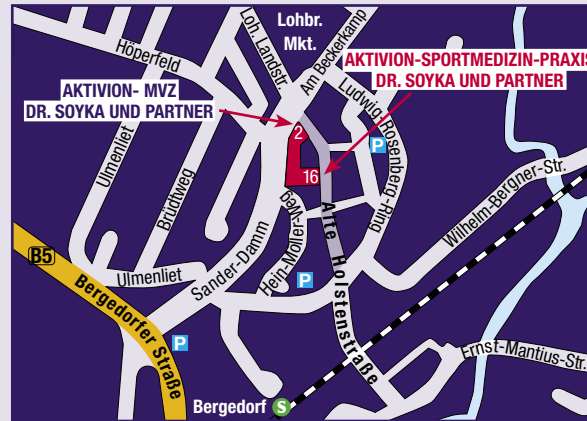 Lohbr.
Mkt.
Höperfeld
Loh. Landstr.
Am Beckerkamp
AKTIVION-SPORTMEDIZIN-PRAXIS
DR. SOYKA UND PARTNER
AKTIVION- MVZ
DR. SOYKA UND PARTNER
Ludwig-Rosenberg-Ring
2
P
16
Ulmenliet
Brüdtweg
Wilhelm-Bergner-Str.
Alte Holstenstraße
Hein-Möller-Weg
Sander-Damm
B5
Ulmenliet
P
Bergedorfer Straße
P
Ernst-Mantius-Str.
Bergedorf S